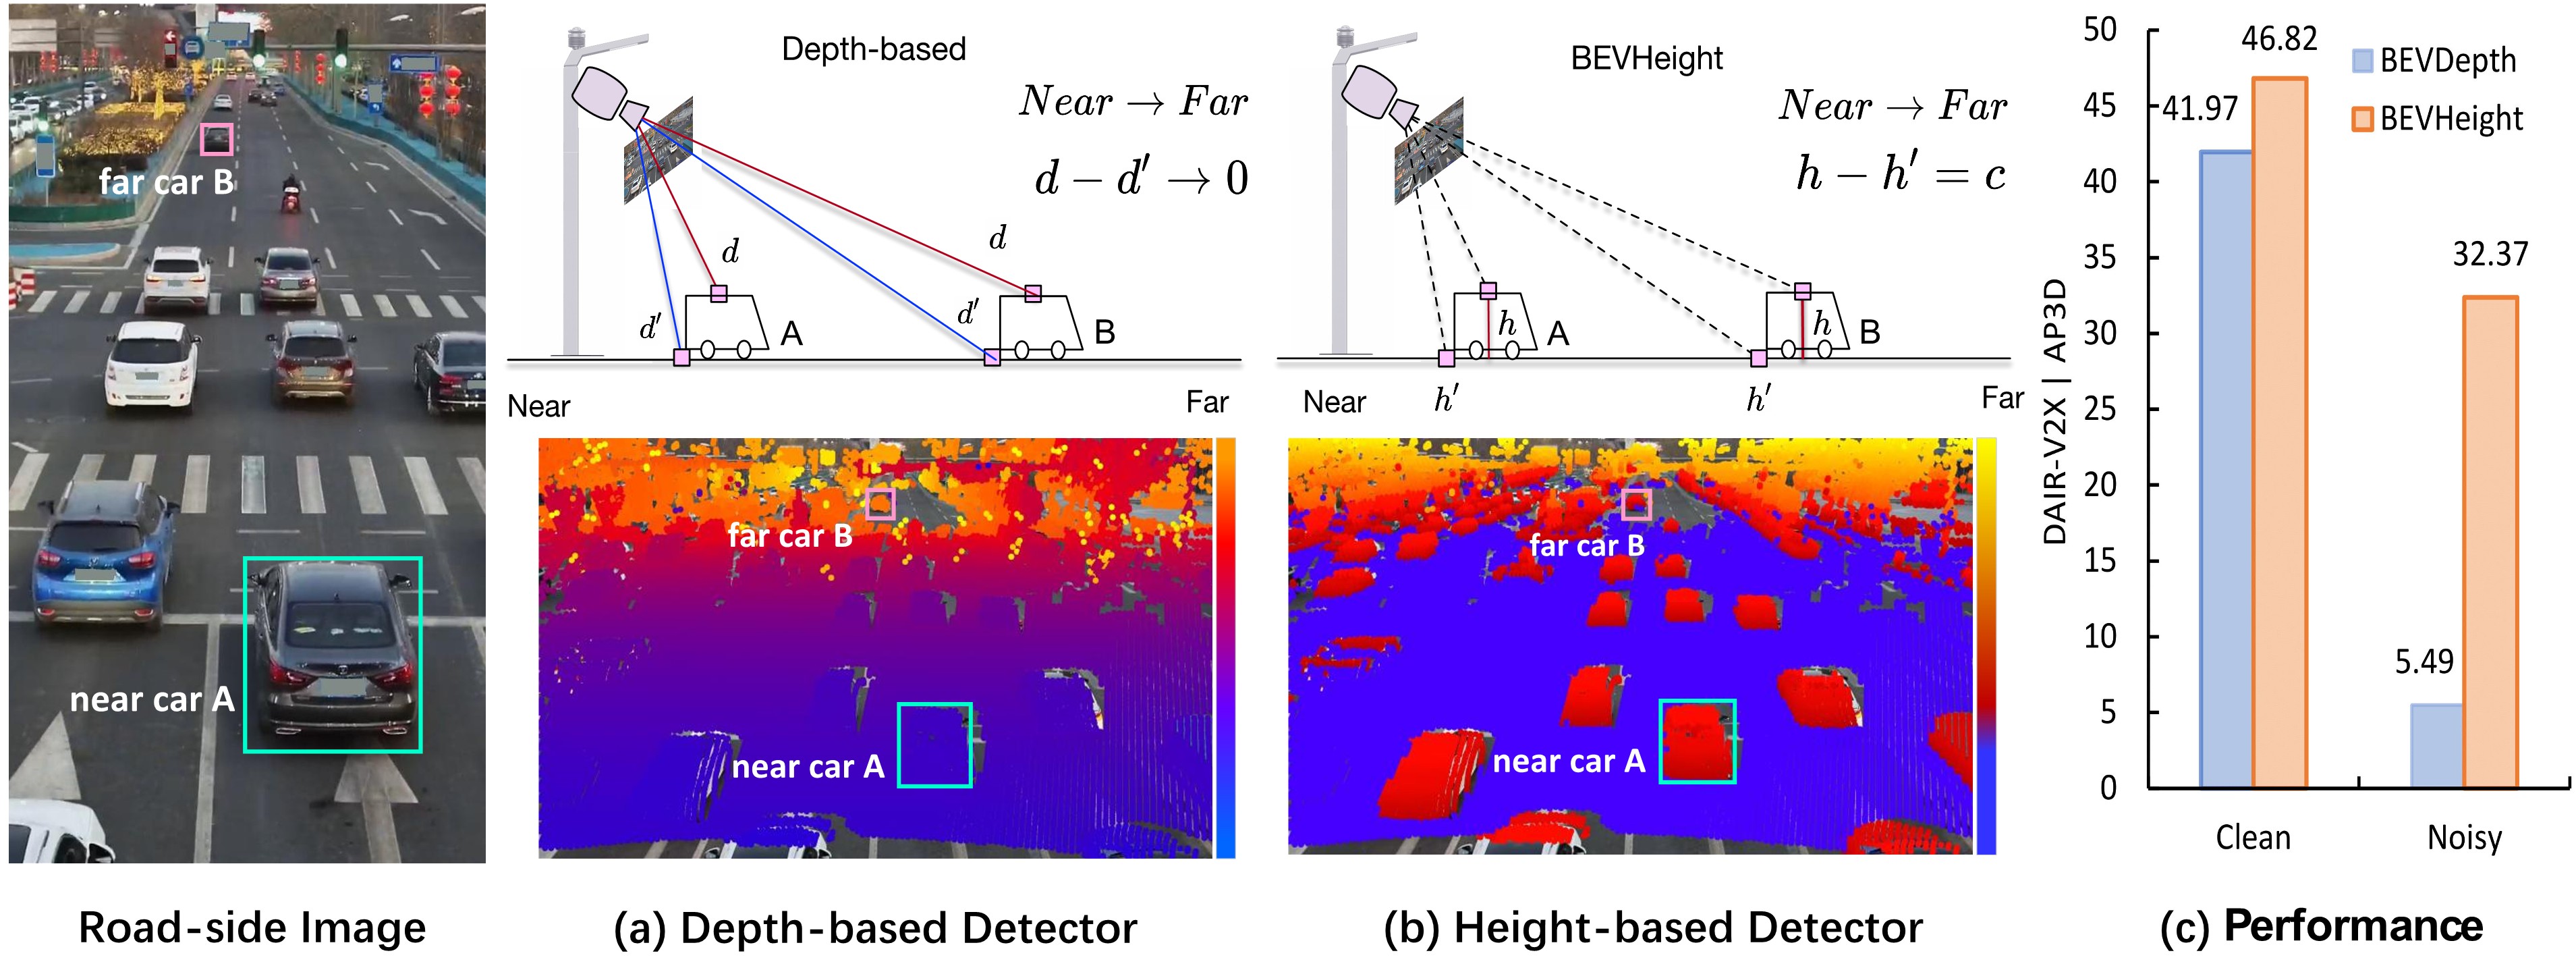 far car B
near car A
Road-side Image
Depth-based
Near → Far
d − d′ → 0
d
d
d′
d′
A
B
Near
Far
far car B
near car A
(a) Depth-based Detector
BEVHeight
Near → Far
h − h′ = c
h
A
h
B
Near
h′
h′
Far
far car B
near car A
(b) Height-based Detector
DAIR-V2X | AP3D
50
45
40
35
30
25
20
15
10
5
0
BEVDepth
BEVHeight
41.97
46.82
5.49
32.37
Clean
Noisy
(c) Performance